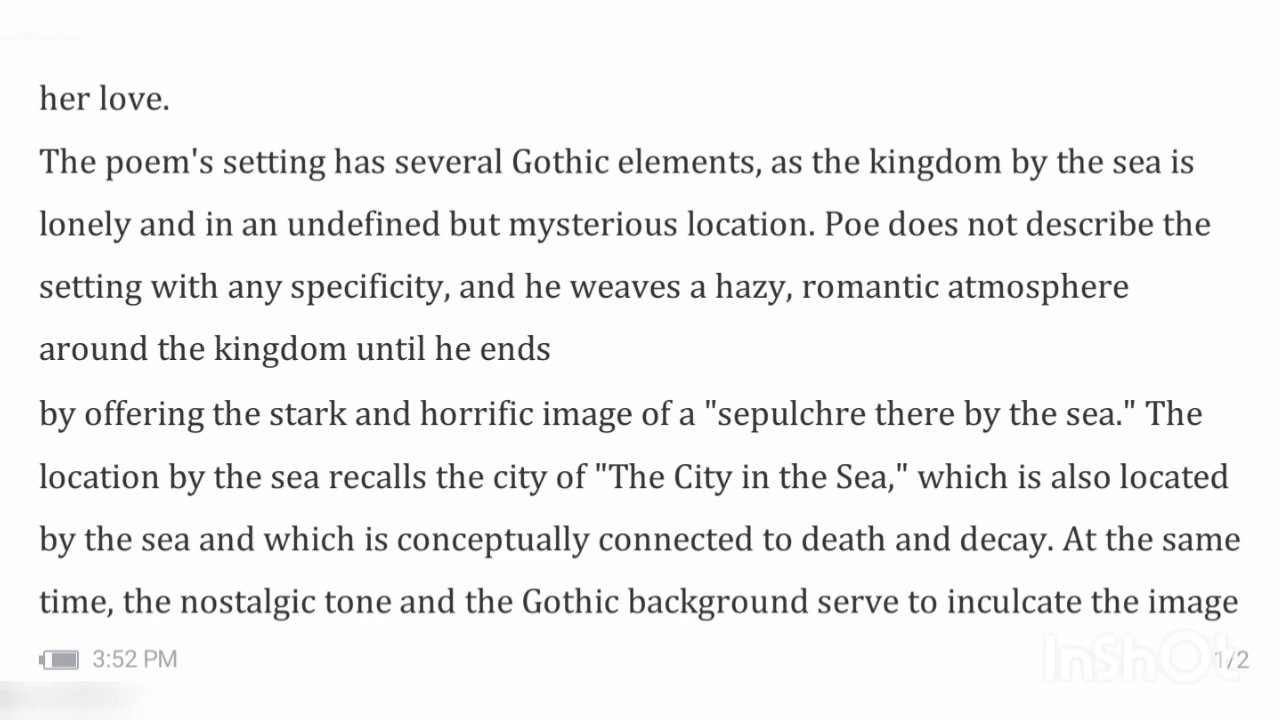 her love.
The poem's setting has several Gothic elements, as the kingdom by the sea is
lonely and in an undefined but mysterious location. Poe does not describe the
setting with any specificity, and he weaves a hazy, romantic atmosphere
around the kingdom until he ends
by offering the stark and horrific image of a "sepulchre there by the sea." The
location by the sea recalls the city of "The City in the Sea," which is also located
by the sea and which is conceptually connected to death and decay. At the same
time, the nostalgic tone and the Gothic background serve to inculcate the image
3:52 PM
InShOt
1/2